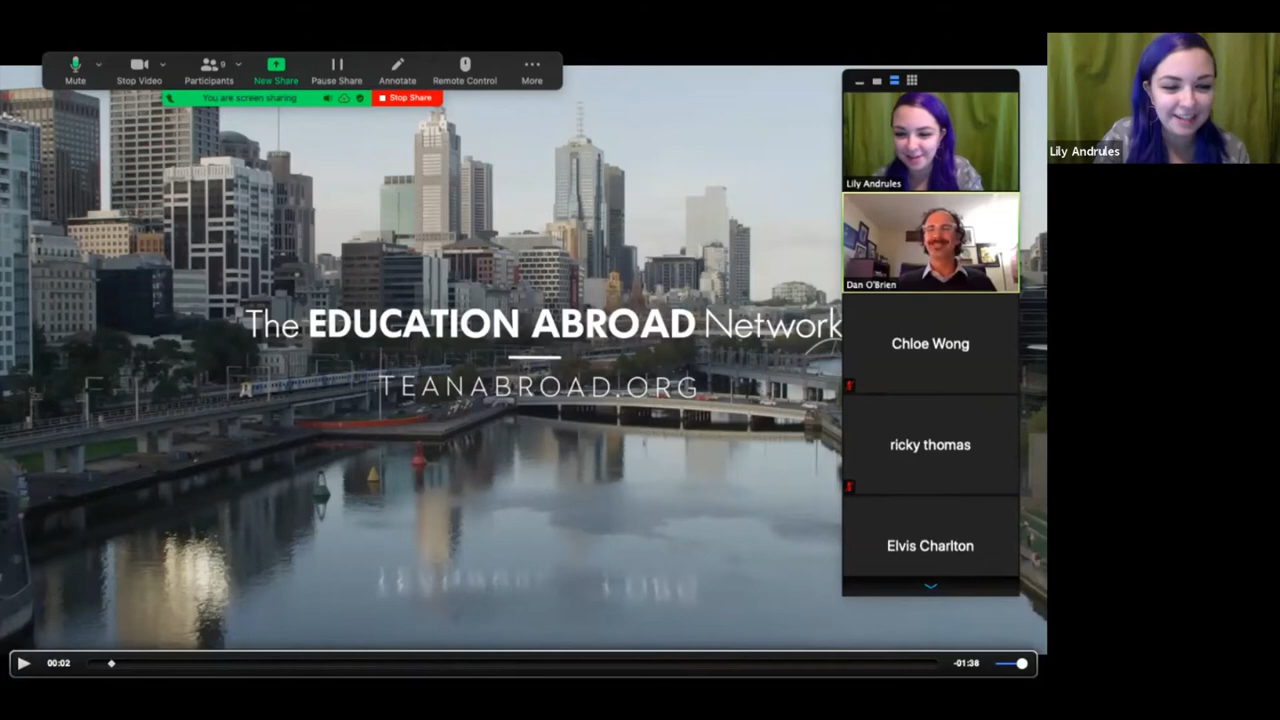 Mute
Stop Video
Participants 9
New Share
Pause Share
Annotate
Remote Control
More
You are screen sharing
Stop Share
Lily Andrules
Lily Andrules
Dan O'Brien
The EDUCATION ABROAD Network
TEANABROAD.ORG
Chloe Wong
ricky thomas
Elvis Charlton
00:02
-01:38